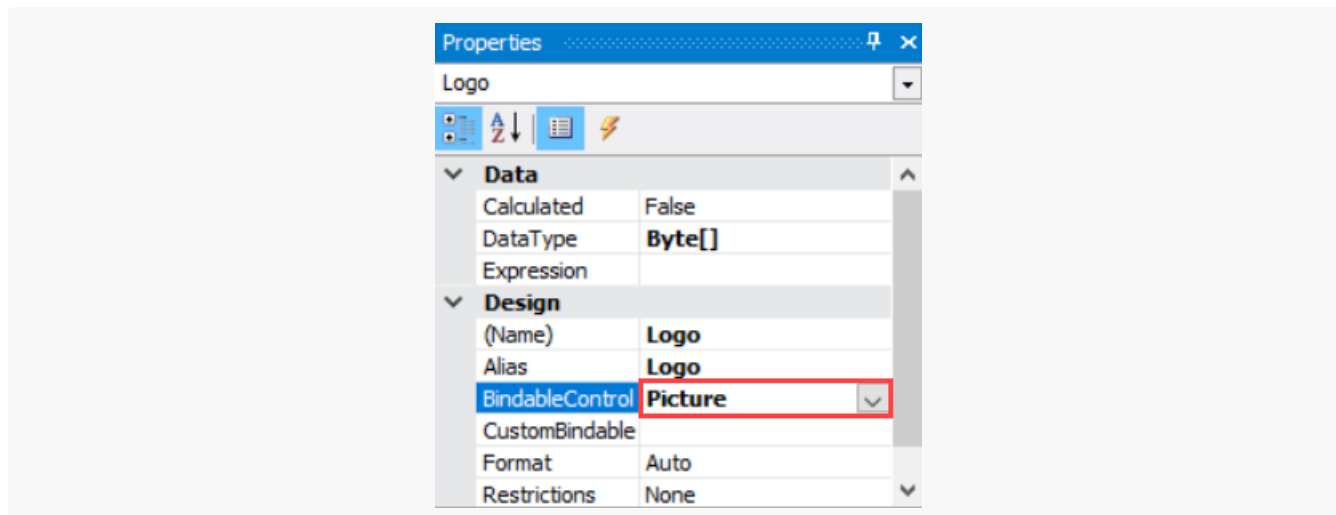 Properties
Logo
Data
Calculated False
DataType Byte[]
Expression
Design
(Name) Logo
Alias Logo
BindableControl Picture
CustomBindable
Format Auto
Restrictions None